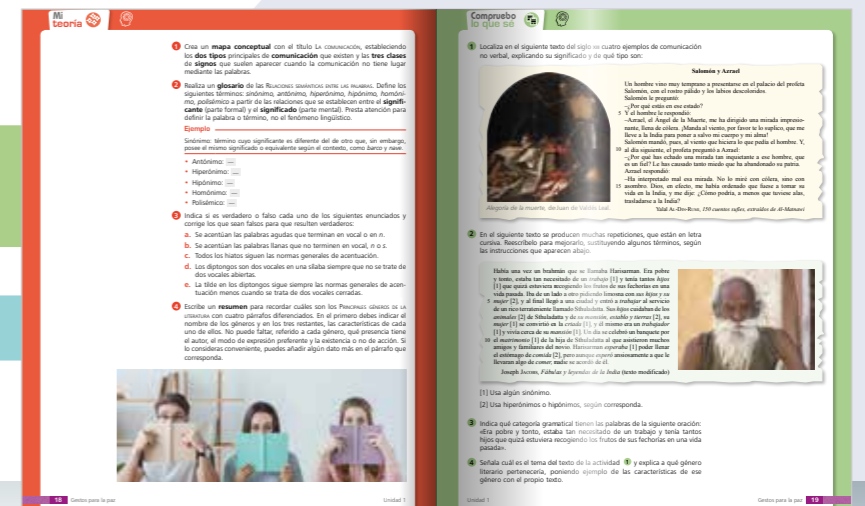 Mi
teoría
1 Crea un mapa conceptual con el título La comunicación, estableciendo
los dos tipos principales de comunicación que existen y las tres clases
de signos que suelen aparecer cuando la comunicación no tiene lugar
mediante las palabras.
2 Realiza un glosario de las Relaciones semánticas entre las palabras. Define los
siguientes términos: sinónimo, antónimo, hiperónimo, hipónimo, homóni-
mo, polisémico a partir de las relaciones que se establecen entre el signifi-
cante (parte formal) y el significado (parte mental). Presta atención para
definir la palabra o término, no el fenómeno lingüístico.
Ejemplo
Sinónimo: término cuyo significante es diferente del de otro que, sin embargo,
posee el mismo significado o equivalente según el contexto, como barco y nave.
• Antónimo: —
• Hiperónimo: —
• Hipónimo: —
• Homónimo: —
• Polisémico: —
3 Indica si es verdadero o falso cada uno de los siguientes enunciados y
corrige los que sean falsos para que resulten verdaderos:
a. Se acentúan las palabras agudas que terminan en vocal o en n.
b. Se acentúan las palabras llanas que no terminen en vocal, n o s.
c. Todos los hiatos siguen las normas generales de acentuación.
d. Los diptongos son dos vocales en una sílaba siempre que no se trate de
dos vocales abiertas.
e. La tilde en los diptongos sigue siempre las normas generales de acen-
tuación menos cuando se trata de dos vocales cerradas.
4 Escribe un resumen para recordar cuáles son los Principales géneros de la
literatura con cuatro párrafos diferenciados. En el primero debes indicar el
nombre de los géneros y en los tres restantes, las características de cada
uno de ellos. No puede faltar, referido a cada género, qué presencia tiene
el autor, el modo de expresión preferente y la existencia o no de acción. Si
lo consideras conveniente, puedes añadir algún dato más en el párrafo que
corresponda.
18 Gestos para la paz
Unidad 1
Compruebo
lo que sé
1 Localiza en el siguiente texto del siglo XX cuatro ejemplos de comunicación
no verbal, explicando su significado y de qué tipo son:
Salomón y Azrael
Un hombre vino muy temprano a presentarse en el palacio del profeta
Salomón, con el rostro pálido y los labios descoloridos.
Salomón le preguntó:
–¿Por qué estás en ese estado?
5 Y el hombre le respondió:
–Azrael, el Ángel de la Muerte, me ha dirigido una mirada impresio-
nante, llena de cólera. ¡Manda al viento, por favor te lo suplico, que me
lleve a la India para poner a salvo mi cuerpo y mi alma!
Salomón mandó, pues, al viento que hiciera lo que pedía el hombre. Y,
10 al día siguiente, el profeta preguntó a Azrael:
–¿Por qué has echado una mirada tan inquietante a ese hombre, que
es un fiel? Le has causado tanto miedo que ha abandonado su patria.
Azrael respondió:
–Ha interpretado mal esa mirada. No lo miré con cólera, sino con
15 asombro. Dios, en efecto, me había ordenado que fuese a tomar su
vida en la India, y me dije: ¿Cómo podría, a menos que tuviese alas,
trasladarse a la India?
Yalal Al-Din Rumi, 150 cuentos sufíes, extraídos de Al-Matnawi
Alegoría de la muerte, de Juan de Valdés Leal.
2 En el siguiente texto se producen muchas repeticiones, que están en letra
cursiva. Reescríbelo para mejorarlo, sustituyendo algunos términos, según
las instrucciones que aparecen abajo.
Había una vez un brahmán que se llamaba Harisarman. Era pobre
y tonto, estaba tan necesitado de un trabajo [1] y tenía tantos hijos
[1] que quizá estuviera recogiendo los frutos de sus fechorías en una
vida pasada. Iba de un lado a otro pidiendo limosna con sus hijos y su
5 mujer [2], y al final llegó a una ciudad y entró a trabajar al servicio
de un rico terrateniente llamado Sthuladatta. Sus hijos cuidaban de los
animales [2] de Sthuladatta y de su mansión, establo y tierras [2], su
mujer [1] se convirtió en la criada [1], y él mismo era un trabajador
[1] y vivía cerca de su mansión [1]. Un día se celebró un banquete por
10 el matrimonio [1] de la hija de Sthuladatta al que asistieron muchos
amigos y familiares del novio. Harisarman esperaba [1] poder llenar
el estómago de comida [2], pero aunque esperó ansiosamente a que le
llevaran algo de comer, nadie se acordó de él.
Joseph Jacobs, Fábulas y leyendas de la India (texto modificado)
[1] Usa algún sinónimo.
[2] Usa hiperónimos o hipónimos, según corresponda.
3 Indica qué categoría gramatical tienen las palabras de la siguiente oración:
«Era pobre y tonto, estaba tan necesitado de un trabajo y tenía tantos
hijos que quizá estuviera recogiendo los frutos de sus fechorías en una vida
pasada».
4 Señala cuál es el tema del texto de la actividad 1 y explica a qué género
literario pertenecería, poniendo ejemplo de las características de ese
género con el propio texto.
Unidad 1
Gestos para la paz 19